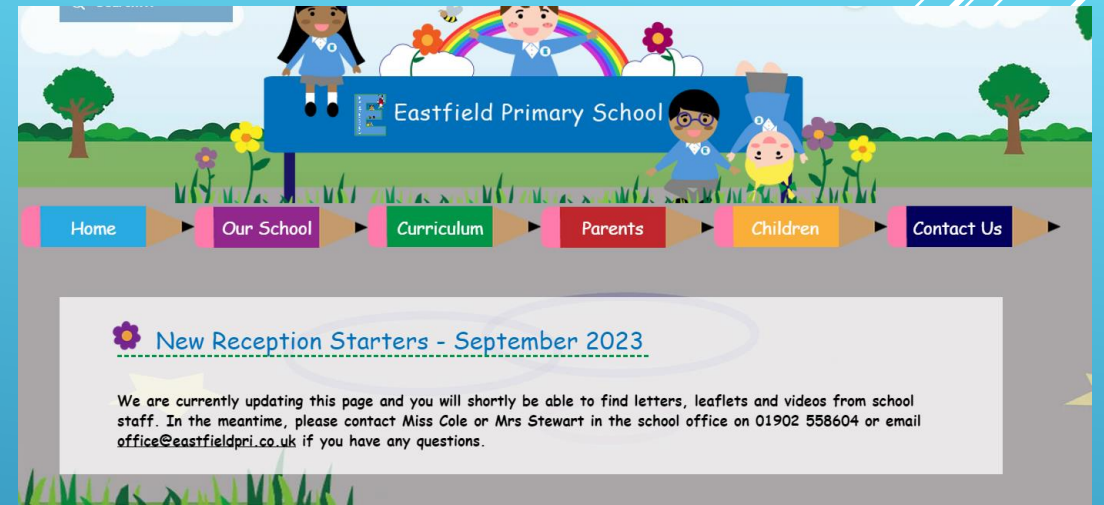 Eastfield Primary School
Home Our School Curriculum Parents Children Contact Us
New Reception Starters - September 2023
We are currently updating this page and you will shortly be able to find letters, leaflets and videos from school
staff. In the meantime, please contact Miss Cole or Mrs Stewart in the school office on 01902 558604 or email
office@eastfieldpri.co.uk if you have any questions.